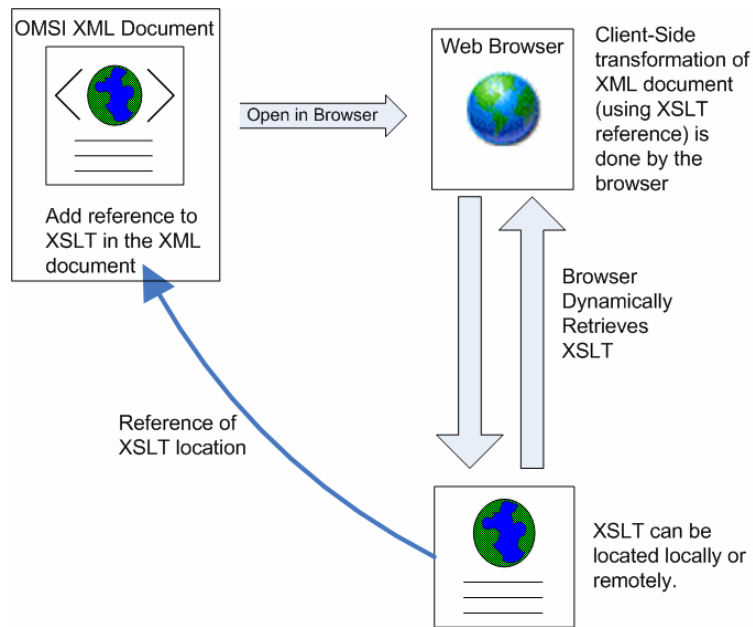 OMSI XML Document
Add reference to
XSLT in the XML
document
Open in Browser
Web Browser
Client-Side
transformation of
XML document
(using XSLT
reference) is
done by the
browser
Browser
Dynamically
Retrieves
XSLT
Reference of
XSLT location
XSLT can be
located locally or
remotely.